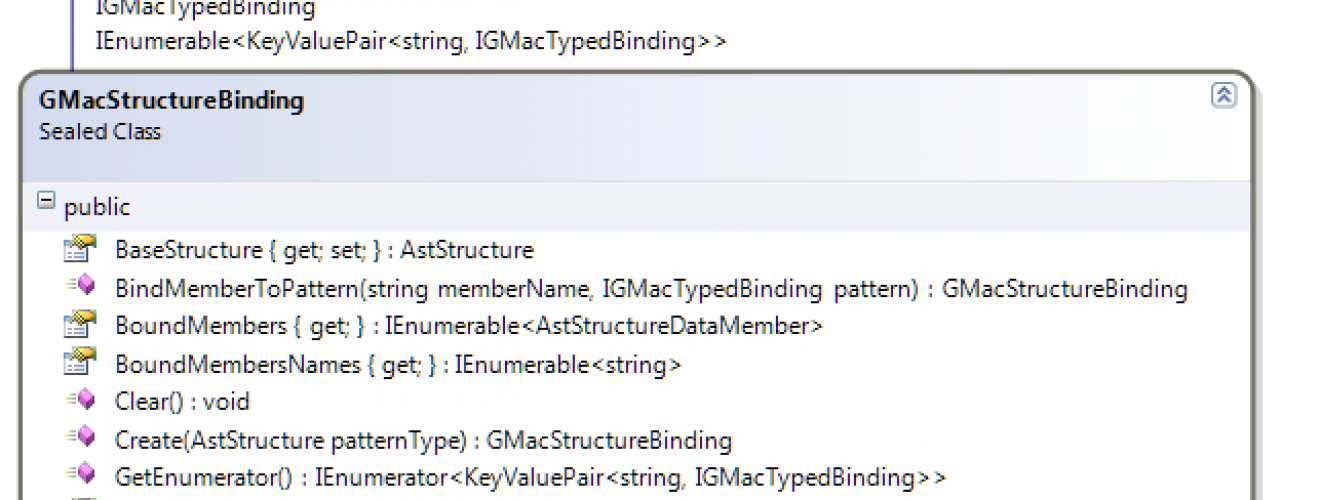 IGMacTypedBinding
IEnumerable<KeyValuePair<string, IGMacTypedBinding>>
GMacStructureBinding
Sealed Class
public
BaseStructure { get; set; } : AstStructure
BindMemberToPattern(string memberName, IGMacTypedBinding pattern) : GMacStructureBinding
BoundMembers { get; } : IEnumerable<AstStructureDataMember>
BoundMembersNames { get; } : IEnumerable<string>
Clear() : void
Create(AstStructure patternType) : GMacStructureBinding
GetEnumerator() : IEnumerator<KeyValuePair<string, IGMacTypedBinding>>